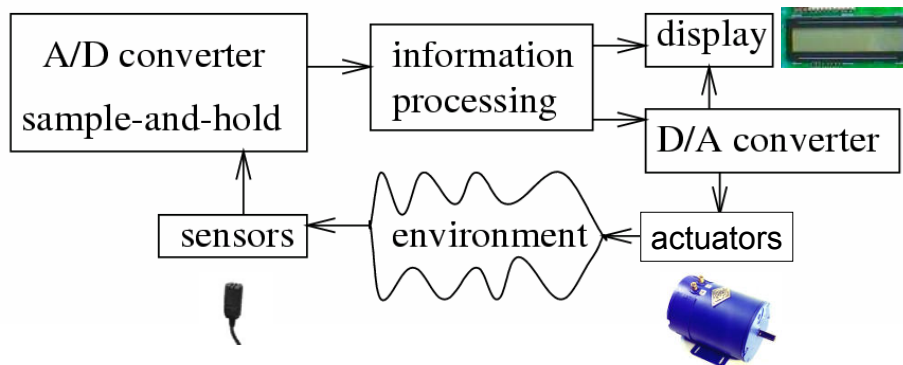 A/D converter
sample-and-hold
information
processing
display
D/A converter
sensors
environment
actuators